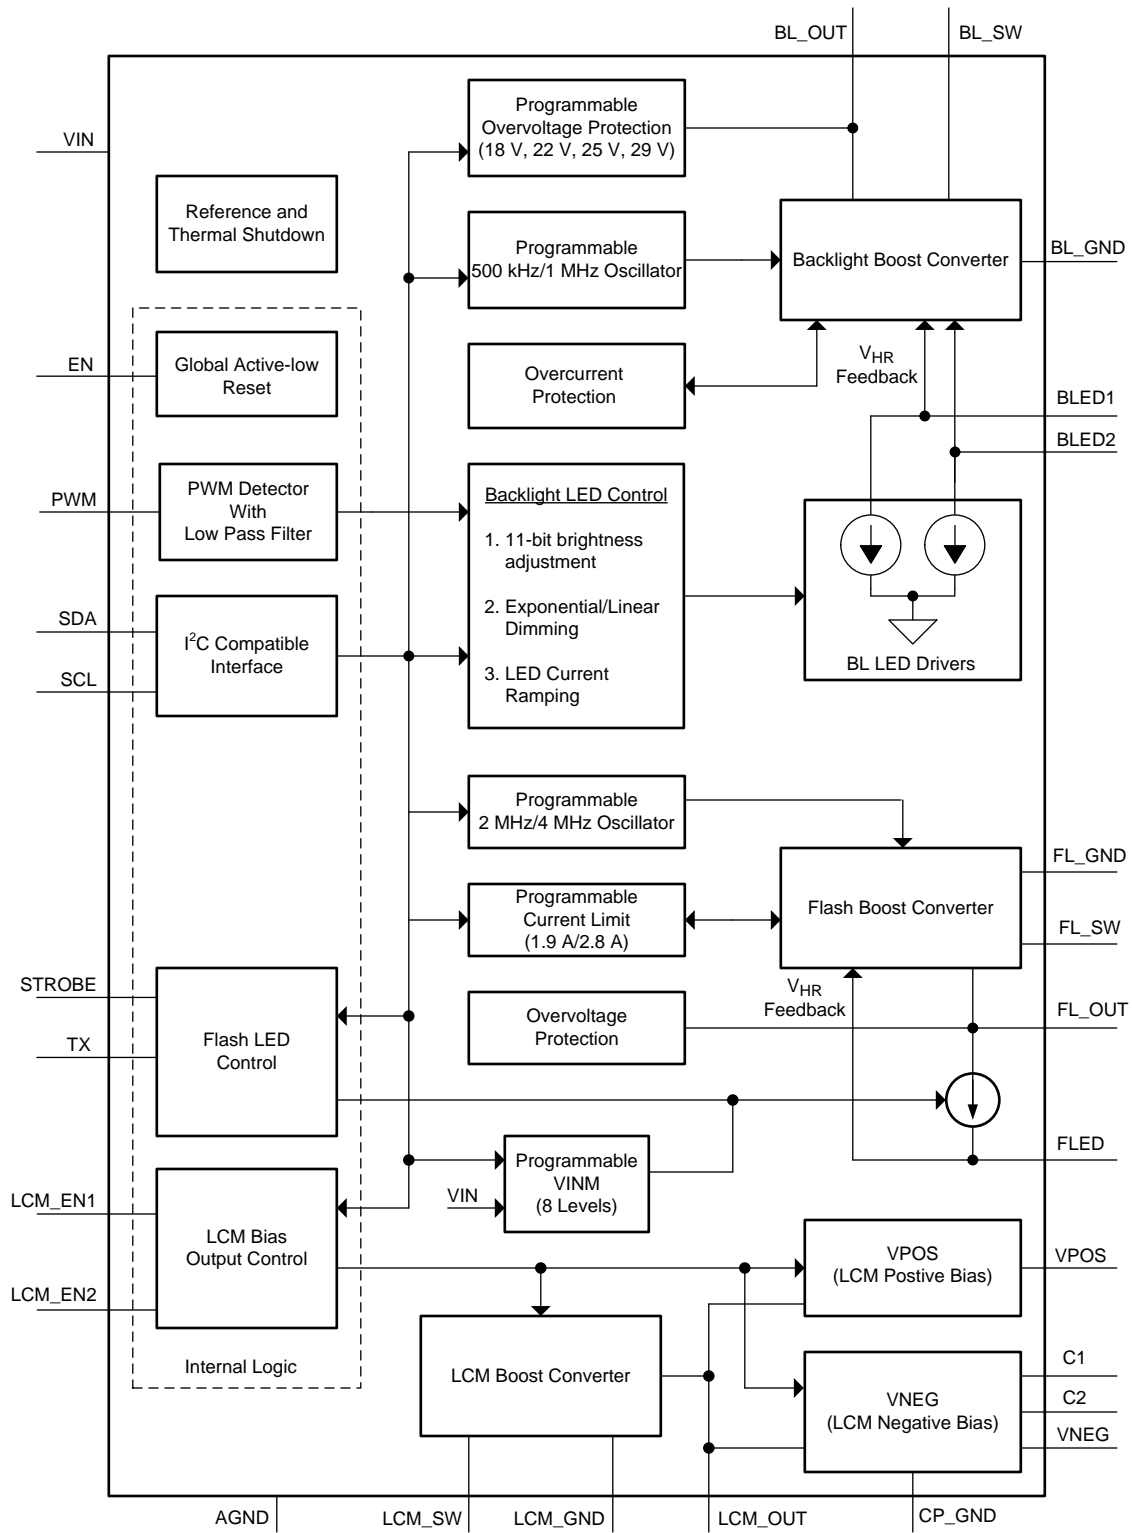 BL_OUT
BL_SW
VIN
Programmable
Overvoltage Protection
(18 V, 22 V, 25 V, 29 V)
Reference and
Thermal Shutdown
Programmable
500 kHz/1 MHz Oscillator
Backlight Boost Converter
BL_GND
EN
Global Active-low
Reset
Overcurrent
Protection
VHR
Feedback
BLED1
BLED2
PWM
PWM Detector
With
Low Pass Filter
Backlight LED Control
1. 11-bit brightness
adjustment
2. Exponential/Linear
Dimming
3. LED Current
Ramping
BL LED Drivers
SDA
SCL
I2C Compatible
Interface
Programmable
2 MHz/4 MHz Oscillator
Flash Boost Converter
FL_GND
FL_SW
Programmable
Current Limit
(1.9 A/2.8 A)
STROBE
TX
Flash LED
Control
Overvoltage
Protection
VHR
Feedback
FL_OUT
FLED
Programmable
VINM
(8 Levels)
VIN
LCM_EN1
LCM_EN2
LCM Bias
Output Control
VPOS
(LCM Postive Bias)
VPOS
Internal Logic
LCM Boost Converter
VNEG
(LCM Negative Bias)
C1
C2
VNEG
AGND
LCM_SW
LCM_GND
LCM_OUT
CP_GND